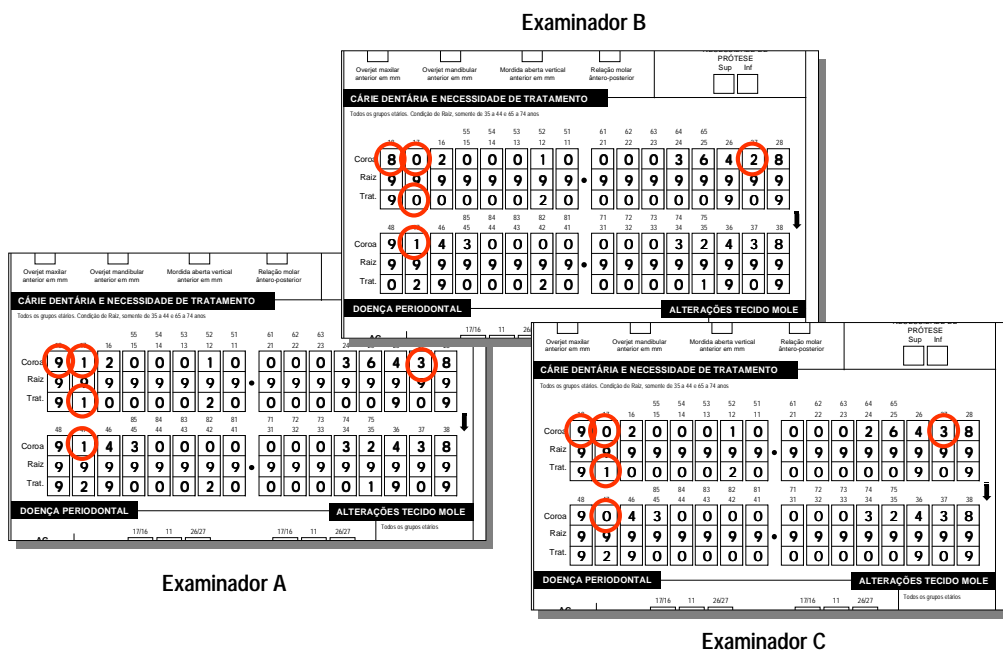 Examinador B
PRÓTESE
Sup Inf
Overjet maxilar anterior em mm
Overjet mandibular anterior em mm
Mordida aberta vertical anterior em mm
Relação molar ântero-posterior
CÁRIE DENTÁRIA E NECESSIDADE DE TRATAMENTO
Todos os grupos etários. Condição de Raiz, somente de 35 a 44 e 65 a 74 anos
55 54 53 52 51 61 62 63 64 65
16 15 14 13 12 11 21 22 23 24 25 26 28
Coroa 8 0 2 0 0 0 1 0 0 0 0 3 6 4 2 8
Raiz 9 9 9 9 9 9 9 9 • 9 9 9 9 9 9 9 9
Trat. 9 0 0 0 0 0 2 0 0 0 0 0 0 9 0 9
85 84 83 82 81 71 72 73 74 75
48 46 45 44 43 42 41 31 32 33 34 35 36 37 38
Coroa 9 1 4 3 0 0 0 0 0 0 0 3 2 4 3 8
Raiz 9 9 9 9 9 9 9 9 • 9 9 9 9 9 9 9 9
Trat. 0 2 9 0 0 0 2 0 0 0 0 0 1 9 0 9
DOENÇA PERIODONTAL ALTERAÇÕES TECIDO MOLE
17/16 11
Overjet maxilar anterior em mm
Overjet mandibular anterior em mm
Mordida aberta vertical anterior em mm
Relação molar ântero-posterior
CÁRIE DENTÁRIA E NECESSIDADE DE TRATAMENTO
Todos os grupos etários. Condição de Raiz, somente de 35 a 44 e 65 a 74 anos
55 54 53 52 51 61 62 63
16 15 14 13 12 11 21 22 23
Coroa 9 1 2 0 0 0 1 0 0 0 0 3 6 4 3 8
Raiz 9 9 9 9 9 9 9 9 • 9 9 9 9 9 9 9 9
Trat. 9 1 0 0 0 0 2 0 0 0 0 0 0 9 0 9
85 84 83 82 81 71 72 73 74 75
48 46 45 44 43 42 41 31 32 33 34 35 36 37 38
Coroa 9 1 4 3 0 0 0 0 0 0 0 3 2 4 3 8
Raiz 9 9 9 9 9 9 9 9 • 9 9 9 9 9 9 9 9
Trat. 9 2 9 0 0 0 2 0 0 0 0 0 1 9 0 9
DOENÇA PERIODONTAL ALTERAÇÕES TECIDO MOLE
17/16 11 26/27 17/16 11 26/27
Todos os grupos etários
Examinador A
PRÓTESE
Sup Inf
Overjet maxilar anterior em mm
Overjet mandibular anterior em mm
Mordida aberta vertical anterior em mm
Relação molar ântero-posterior
CÁRIE DENTÁRIA E NECESSIDADE DE TRATAMENTO
Todos os grupos etários. Condição de Raiz, somente de 35 a 44 e 65 a 74 anos
55 54 53 52 51 61 62 63 64 65
16 15 14 13 12 11 21 22 23 24 25 26 28
Coroa 9 0 2 0 0 0 1 0 0 0 0 2 6 4 3 8
Raiz 9 9 9 9 9 9 9 9 • 9 9 9 9 9 9 9 9
Trat. 9 1 0 0 0 0 2 0 0 0 0 0 0 9 0 9
85 84 83 82 81 71 72 73 74 75
48 46 45 44 43 42 41 31 32 33 34 35 36 37 38
Coroa 9 0 4 3 0 0 0 0 0 0 0 3 2 4 3 8
Raiz 9 9 9 9 9 9 9 9 • 9 9 9 9 9 9 9 9
Trat. 9 2 9 0 0 0 2 0 0 0 0 0 0 9 0 9
DOENÇA PERIODONTAL ALTERAÇÕES TECIDO MOLE
17/16 11 26/27 17/16 11 26/27
Todos os grupos etários
Examinador C